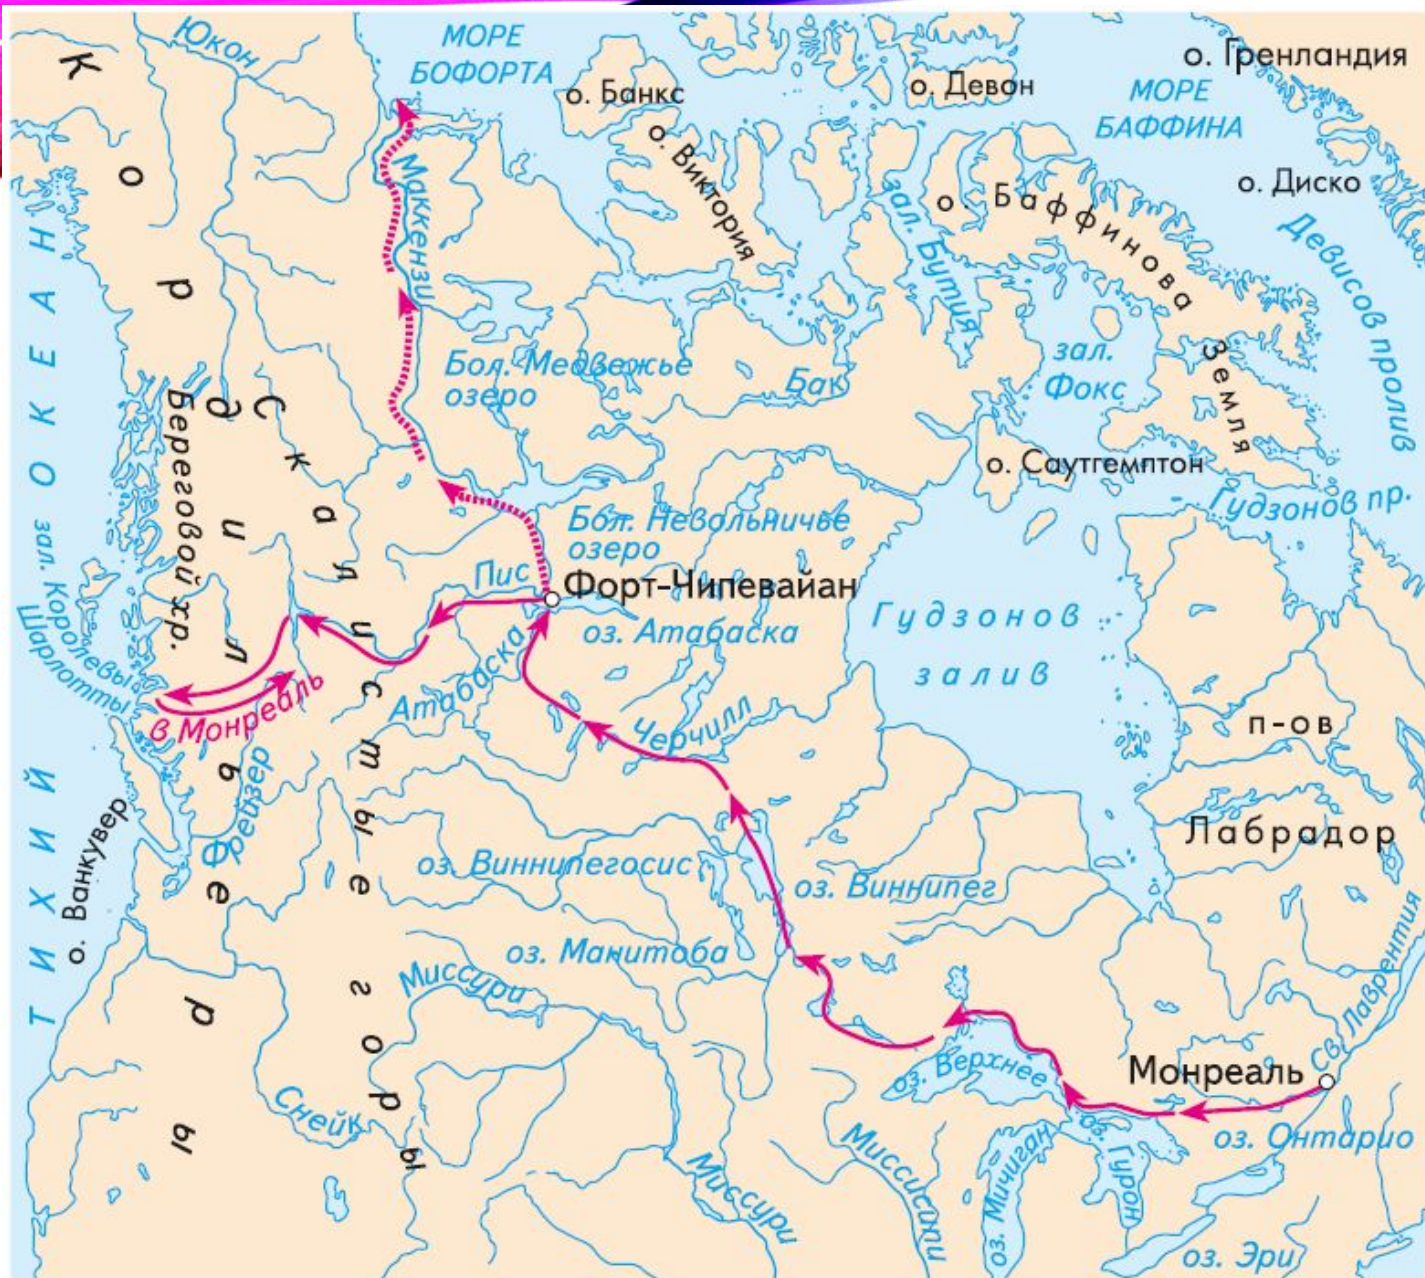 Юкон
МОРЕ
БОФОРТА
о. Банкс
о. Девон
о. Гренландия
МОРЕ
БАФФИНА
о. Виктория
о. Диско
Маккензи
зал. Бутия
о. Баффинова
Земля
Девисов пролив
Кордильеры
Бол. Медвежье
озеро
Бак
зал.
Фокс
Береговой хр.
Скалистые горы
о. Саутгемптон
Гудзонов пр.
Бол. Невольничье
озеро
зал. Королевы
Шарлотты
Пис
Форт-Чипевайан
оз. Атабаска
Гудзонов
залив
Атабаска
в Монреаль
Черчилл
п-ов
Лабрадор
Фрейзер
о. Ванкувер
ТИХИЙ ОКЕАН
оз. Виннипегосис
оз. Виннипег
оз. Манитоба
Миссури
Св. Лаврентия
оз. Верхнее
Монреаль
Снейк
оз. Онтарио
Миссури
Миссисипи
оз. Мичиган
оз. Гурон
оз. Эри